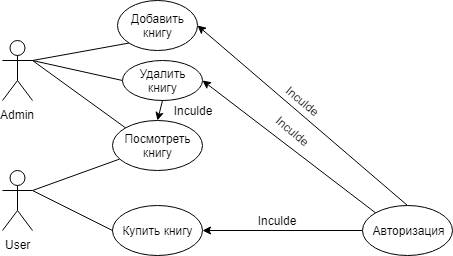 Добавить
книгу
Удалить
книгу
Inculde
Admin
Inculde
Inculde
Посмотреть
книгу
Inculde
Купить книгу
Авторизация
User